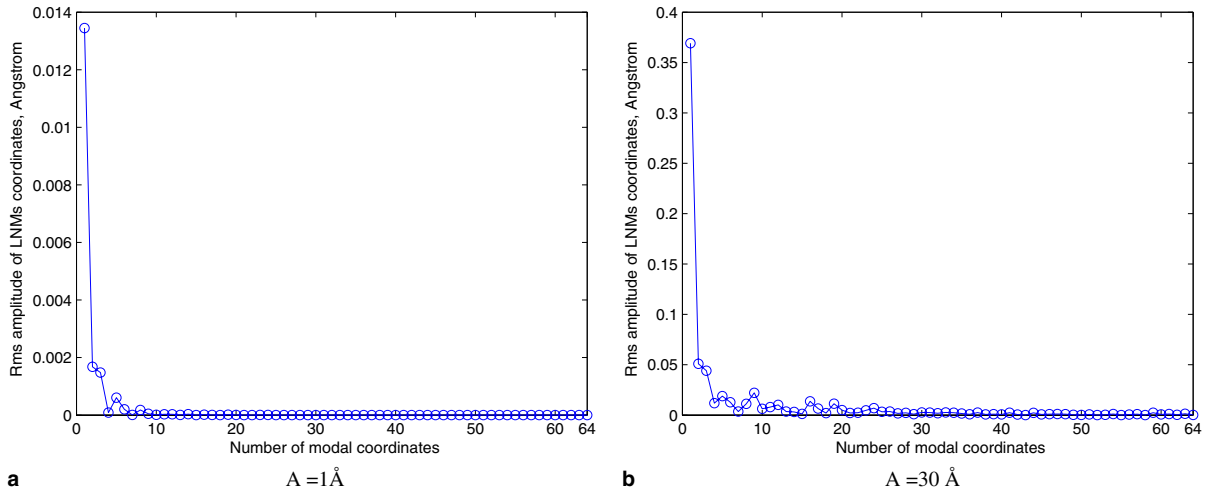 0.014
0.012
0.01
0.008
0.006
0.004
0.002
0
Rms amplitude of LNMs coordinates, Angstrom
0 10 20 30 40 50 60 64
Number of modal coordinates
a A =1Å
0.4
0.35
0.3
0.25
0.2
0.15
0.1
0.05
0
Rms amplitude of LNMs coordinates, Angstrom
0 10 20 30 40 50 60 64
Number of modal coordinates
b A =30 Å